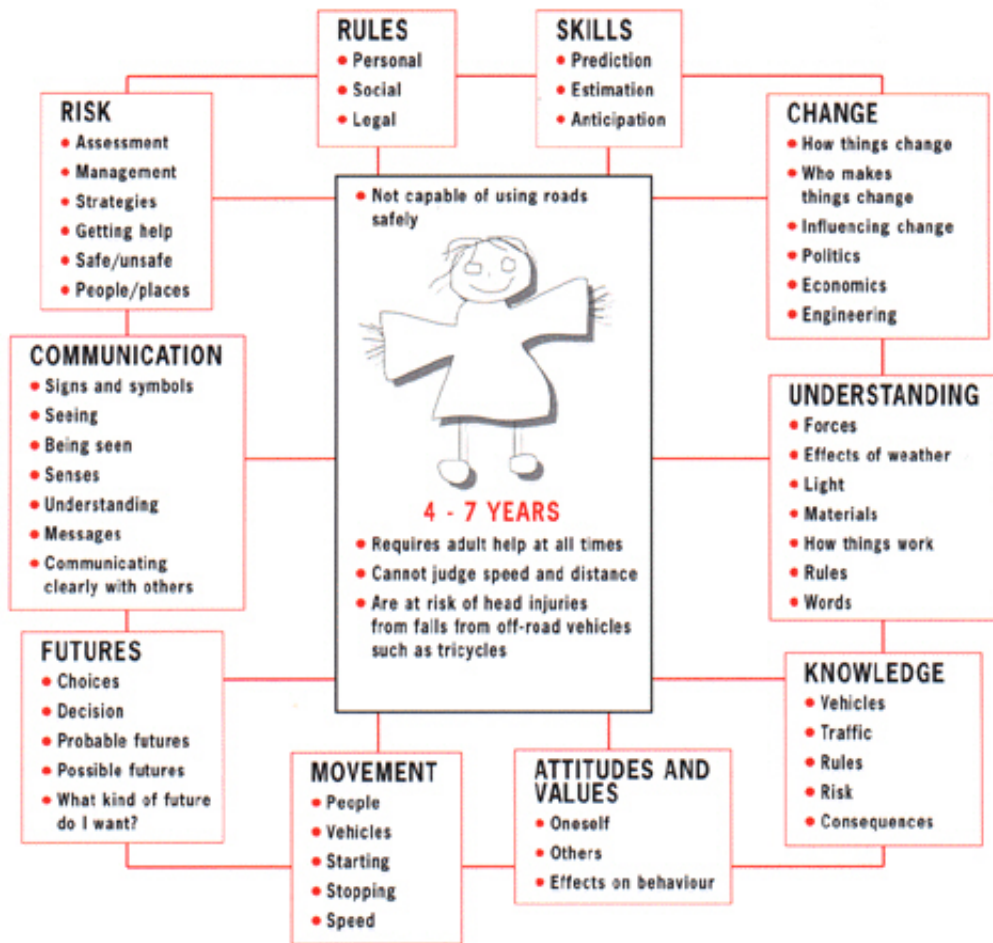 RULES
• Personal
• Social
• Legal
SKILLS
• Prediction
• Estimation
• Anticipation
RISK
• Assessment
• Management
• Strategies
• Getting help
• Safe/unsafe
• People/places
CHANGE
• How things change
• Who makes
things change
• Influencing change
• Politics
• Economics
• Engineering
• Not capable of using roads
safely
4 - 7 YEARS
• Requires adult help at all times
• Cannot judge speed and distance
• Are at risk of head injuries
from falls from off-road vehicles
such as tricycles
COMMUNICATION
• Signs and symbols
• Seeing
• Being seen
• Senses
• Understanding
• Messages
• Communicating
clearly with others
UNDERSTANDING
• Forces
• Effects of weather
• Light
• Materials
• How things work
• Rules
• Words
FUTURES
• Choices
• Decision
• Probable futures
• Possible futures
• What kind of future
do I want?
KNOWLEDGE
• Vehicles
• Traffic
• Rules
• Risk
• Consequences
MOVEMENT
• People
• Vehicles
• Starting
• Stopping
• Speed
ATTITUDES AND
VALUES
• Oneself
• Others
• Effects on behaviour